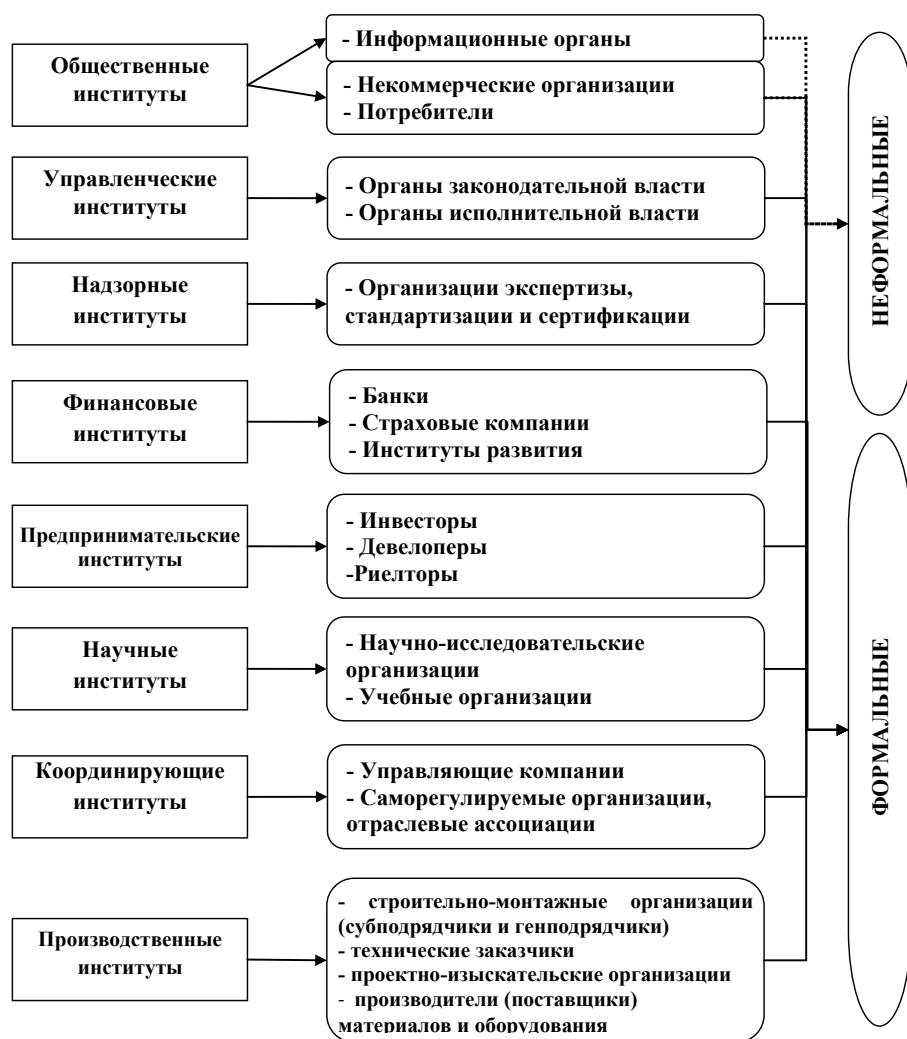 Общественные
институты
- Информационные органы
- Некоммерческие организации
- Потребители
Управленческие
институты
- Органы законодательной власти
- Органы исполнительной власти
Надзорные
институты
- Организации экспертизы,
стандартизации и сертификации
Финансовые
институты
- Банки
- Страховые компании
- Институты развития
Предпринимательские
институты
- Инвесторы
- Девелоперы
-Риелторы
Научные
институты
- Научно-исследовательские
организации
- Учебные организации
Координирующие
институты
- Управляющие компании
- Саморегулируемые организации,
отраслевые ассоциации
Производственные
институты
- строительно-монтажные организации
(субподрядчики и генподрядчики)
- технические заказчики
- проектно-изыскательские организации
- производители (поставщики)
материалов и оборудования
НЕФОРМАЛЬНЫЕ
ФОРМАЛЬНЫЕ